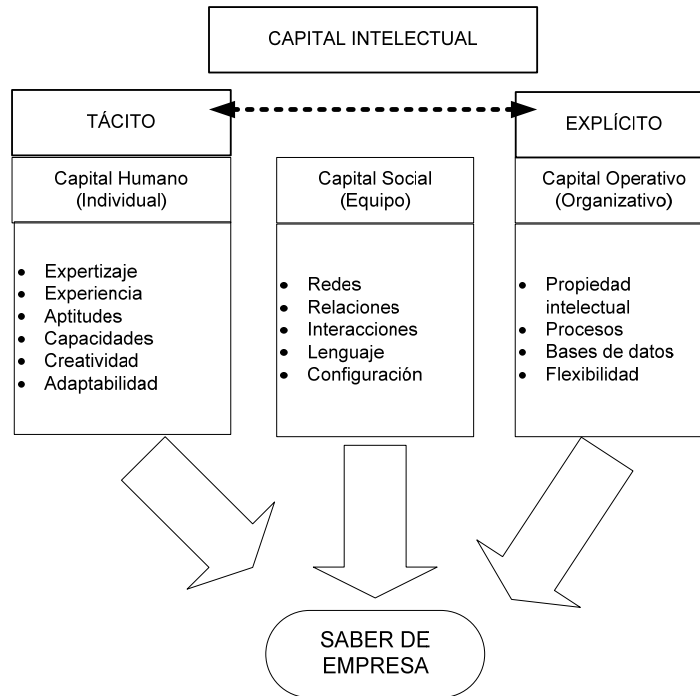 CAPITAL INTELECTUAL
TÁCITO
EXPLÍCITO
Capital Humano
(Individual)
Capital Social
(Equipo)
Capital Operativo
(Organizativo)
• Expertizaje
• Experiencia
• Aptitudes
• Capacidades
• Creatividad
• Adaptabilidad
• Redes
• Relaciones
• Interacciones
• Lenguaje
• Configuración
• Propiedad
intelectual
• Procesos
• Bases de datos
• Flexibilidad
SABER DE
EMPRESA